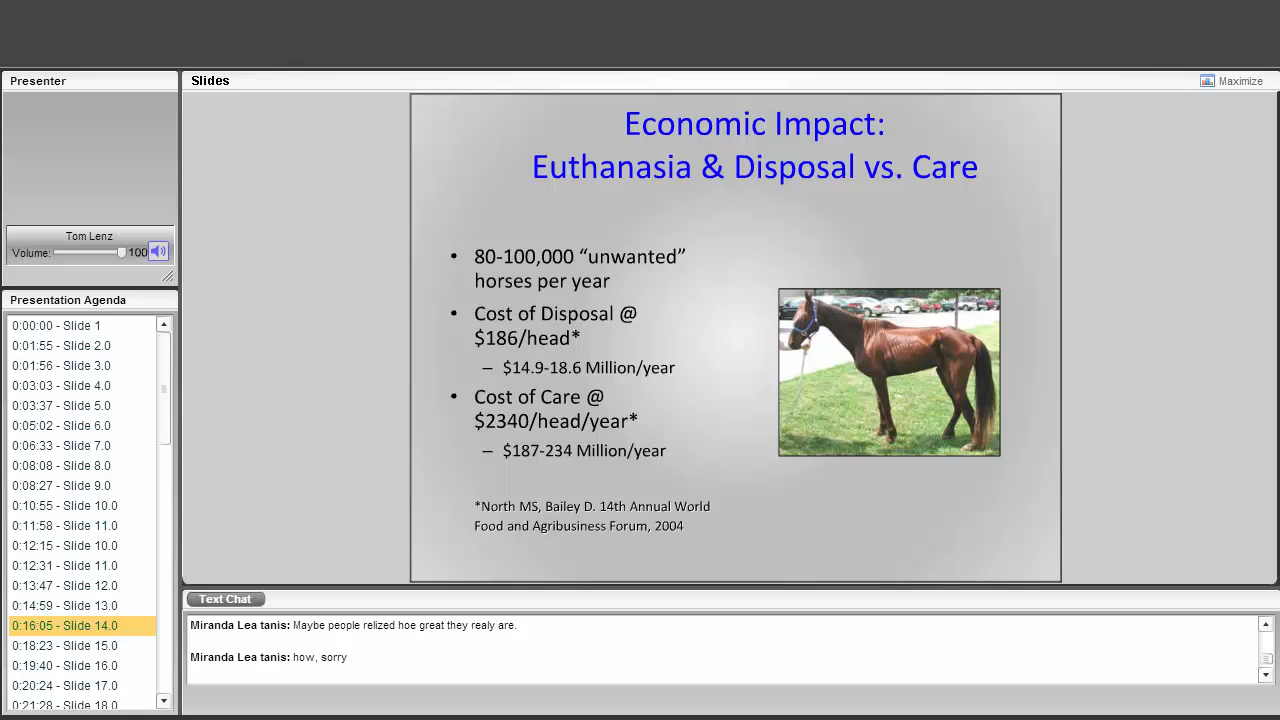 Presenter
Slides
Maximize
Economic Impact:
Euthanasia & Disposal vs. Care
• 80-100,000 “unwanted”
horses per year
• Cost of Disposal @
$186/head*
– $14.9-18.6 Million/year
• Cost of Care @
$2340/head/year*
– $187-234 Million/year
*North MS, Bailey D. 14th Annual World
Food and Agribusiness Forum, 2004
Tom Lenz
Volume: 100
Presentation Agenda
0:00:00 - Slide 1
0:01:55 - Slide 2.0
0:01:56 - Slide 3.0
0:03:03 - Slide 4.0
0:03:37 - Slide 5.0
0:05:02 - Slide 6.0
0:06:33 - Slide 7.0
0:08:08 - Slide 8.0
0:08:27 - Slide 9.0
0:10:55 - Slide 10.0
0:11:58 - Slide 11.0
0:12:15 - Slide 10.0
0:12:31 - Slide 11.0
0:13:47 - Slide 12.0
0:14:59 - Slide 13.0
0:16:05 - Slide 14.0
0:18:23 - Slide 15.0
0:19:40 - Slide 16.0
0:20:24 - Slide 17.0
0:21:28 - Slide 18.0
Text Chat
Miranda Lea tanis: Maybe people relized hoe great they realy are.
Miranda Lea tanis: how, sorry